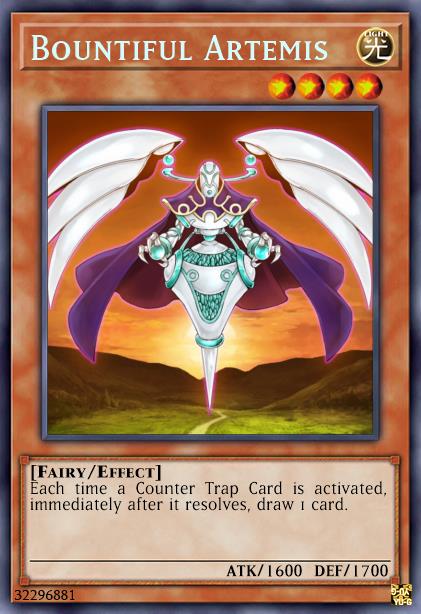 BOUNTIFUL ARTEMIS
LIGHT
光
[FAIRY/EFFECT]
Each time a Counter Trap Card is activated,
immediately after it resolves, draw 1 card.
ATK/1600 DEF/1700
32296881